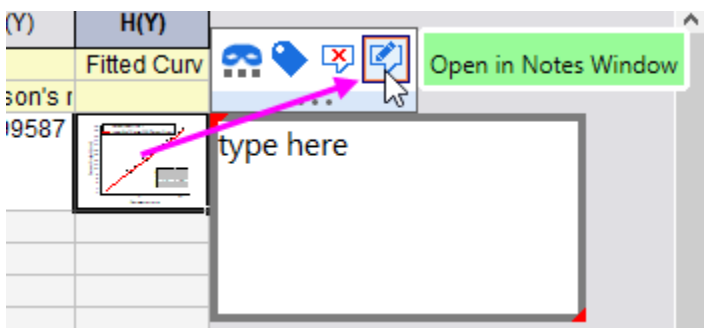 (Y) H(Y)
Fitted Curv
Open in Notes Window
son's r
99587
type here